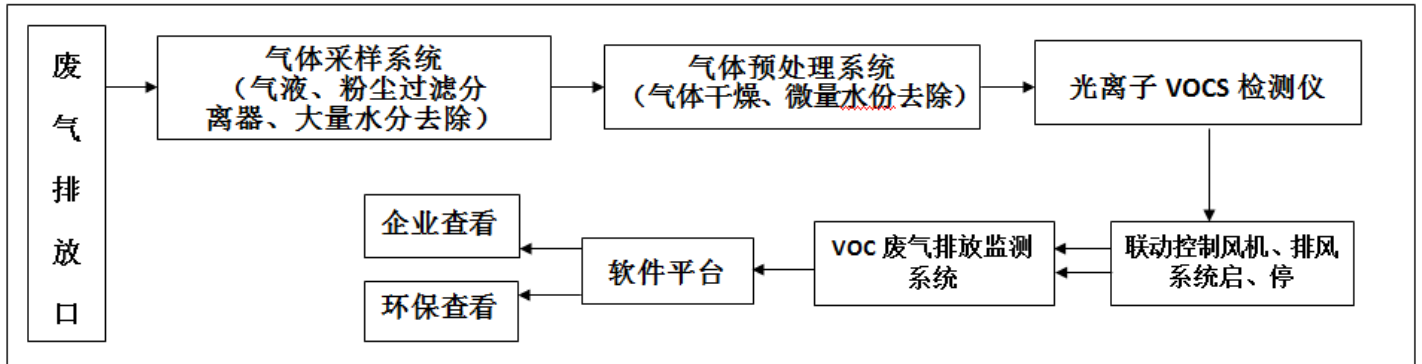 废
气
排
放
口
气体采样系统
（气液、粉尘过滤分
离器、大量水分去除）
气体预处理系统
（气体干燥、微量水份去除）
光离子 VOCS 检测仪
联动控制风机、排风
系统启、停
VOC 废气排放监测
系统
软件平台
企业查看
环保查看